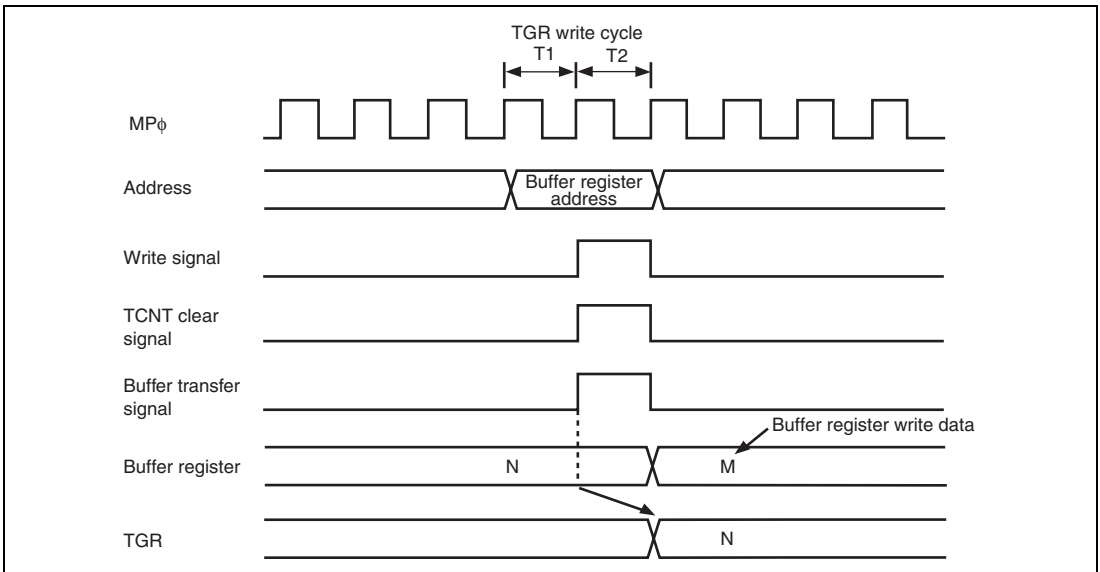 TGR write cycle
T1 T2
MPϕ
Address
Buffer register
address
Write signal
TCNT clear
signal
Buffer transfer
signal
Buffer register write data
Buffer register
N
M
TGR
N